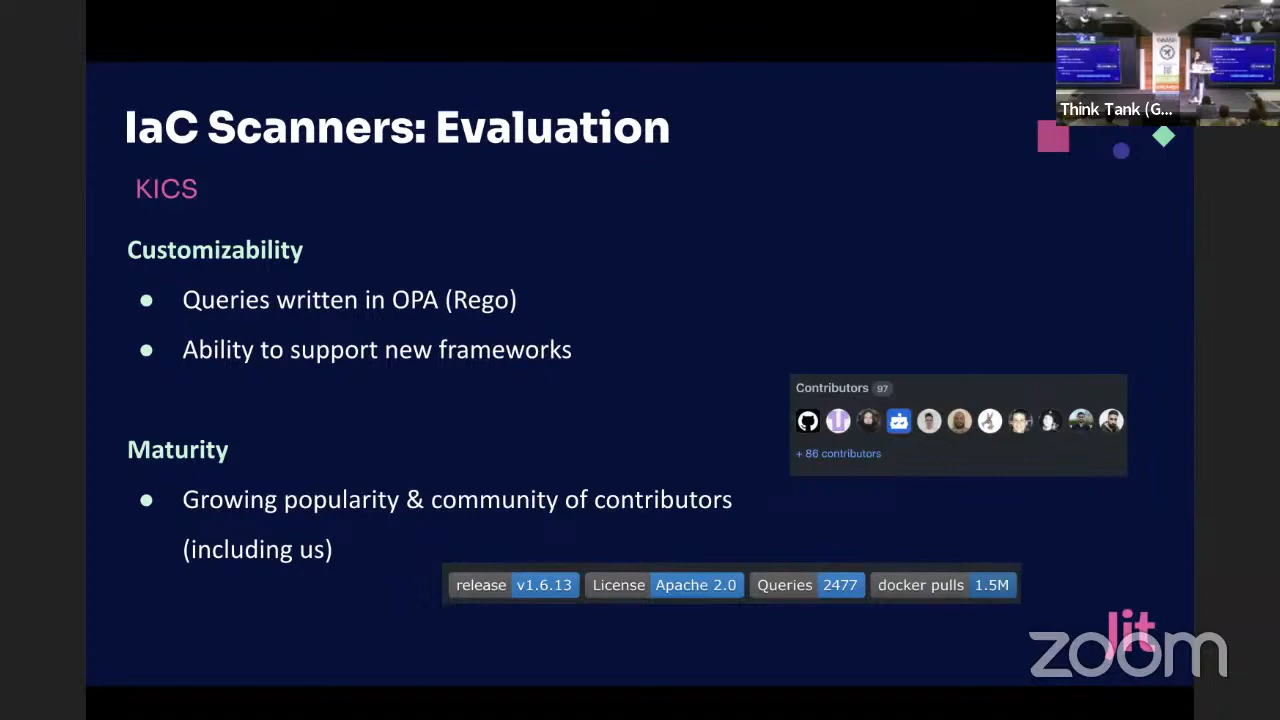 Think Tank (G...
IaC Scanners: Evaluation
KICS
Customizability
● Queries written in OPA (Rego)
● Ability to support new frameworks
Contributors 97
+ 86 contributors
Maturity
● Growing popularity & community of contributors
(including us)
release v1.6.13 License Apache 2.0 Queries 2477 docker pulls 1.5M
Jit
zoom